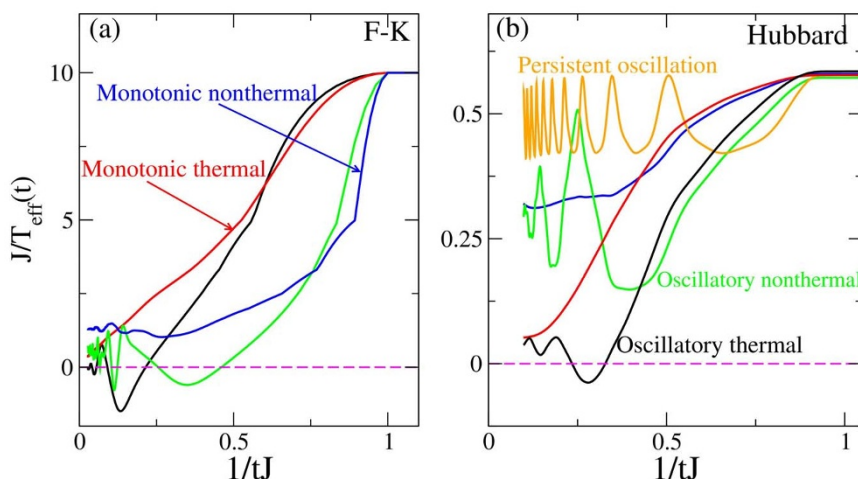 (a)
F-K
Monotonic nonthermal
Monotonic thermal
J/T_eff(t)
10
5
0
0
0.5
1
1/tJ
(b)
Hubbard
Persistent oscillation
Oscillatory nonthermal
Oscillatory thermal
0.5
0.25
0
0
0.5
1
1/tJ